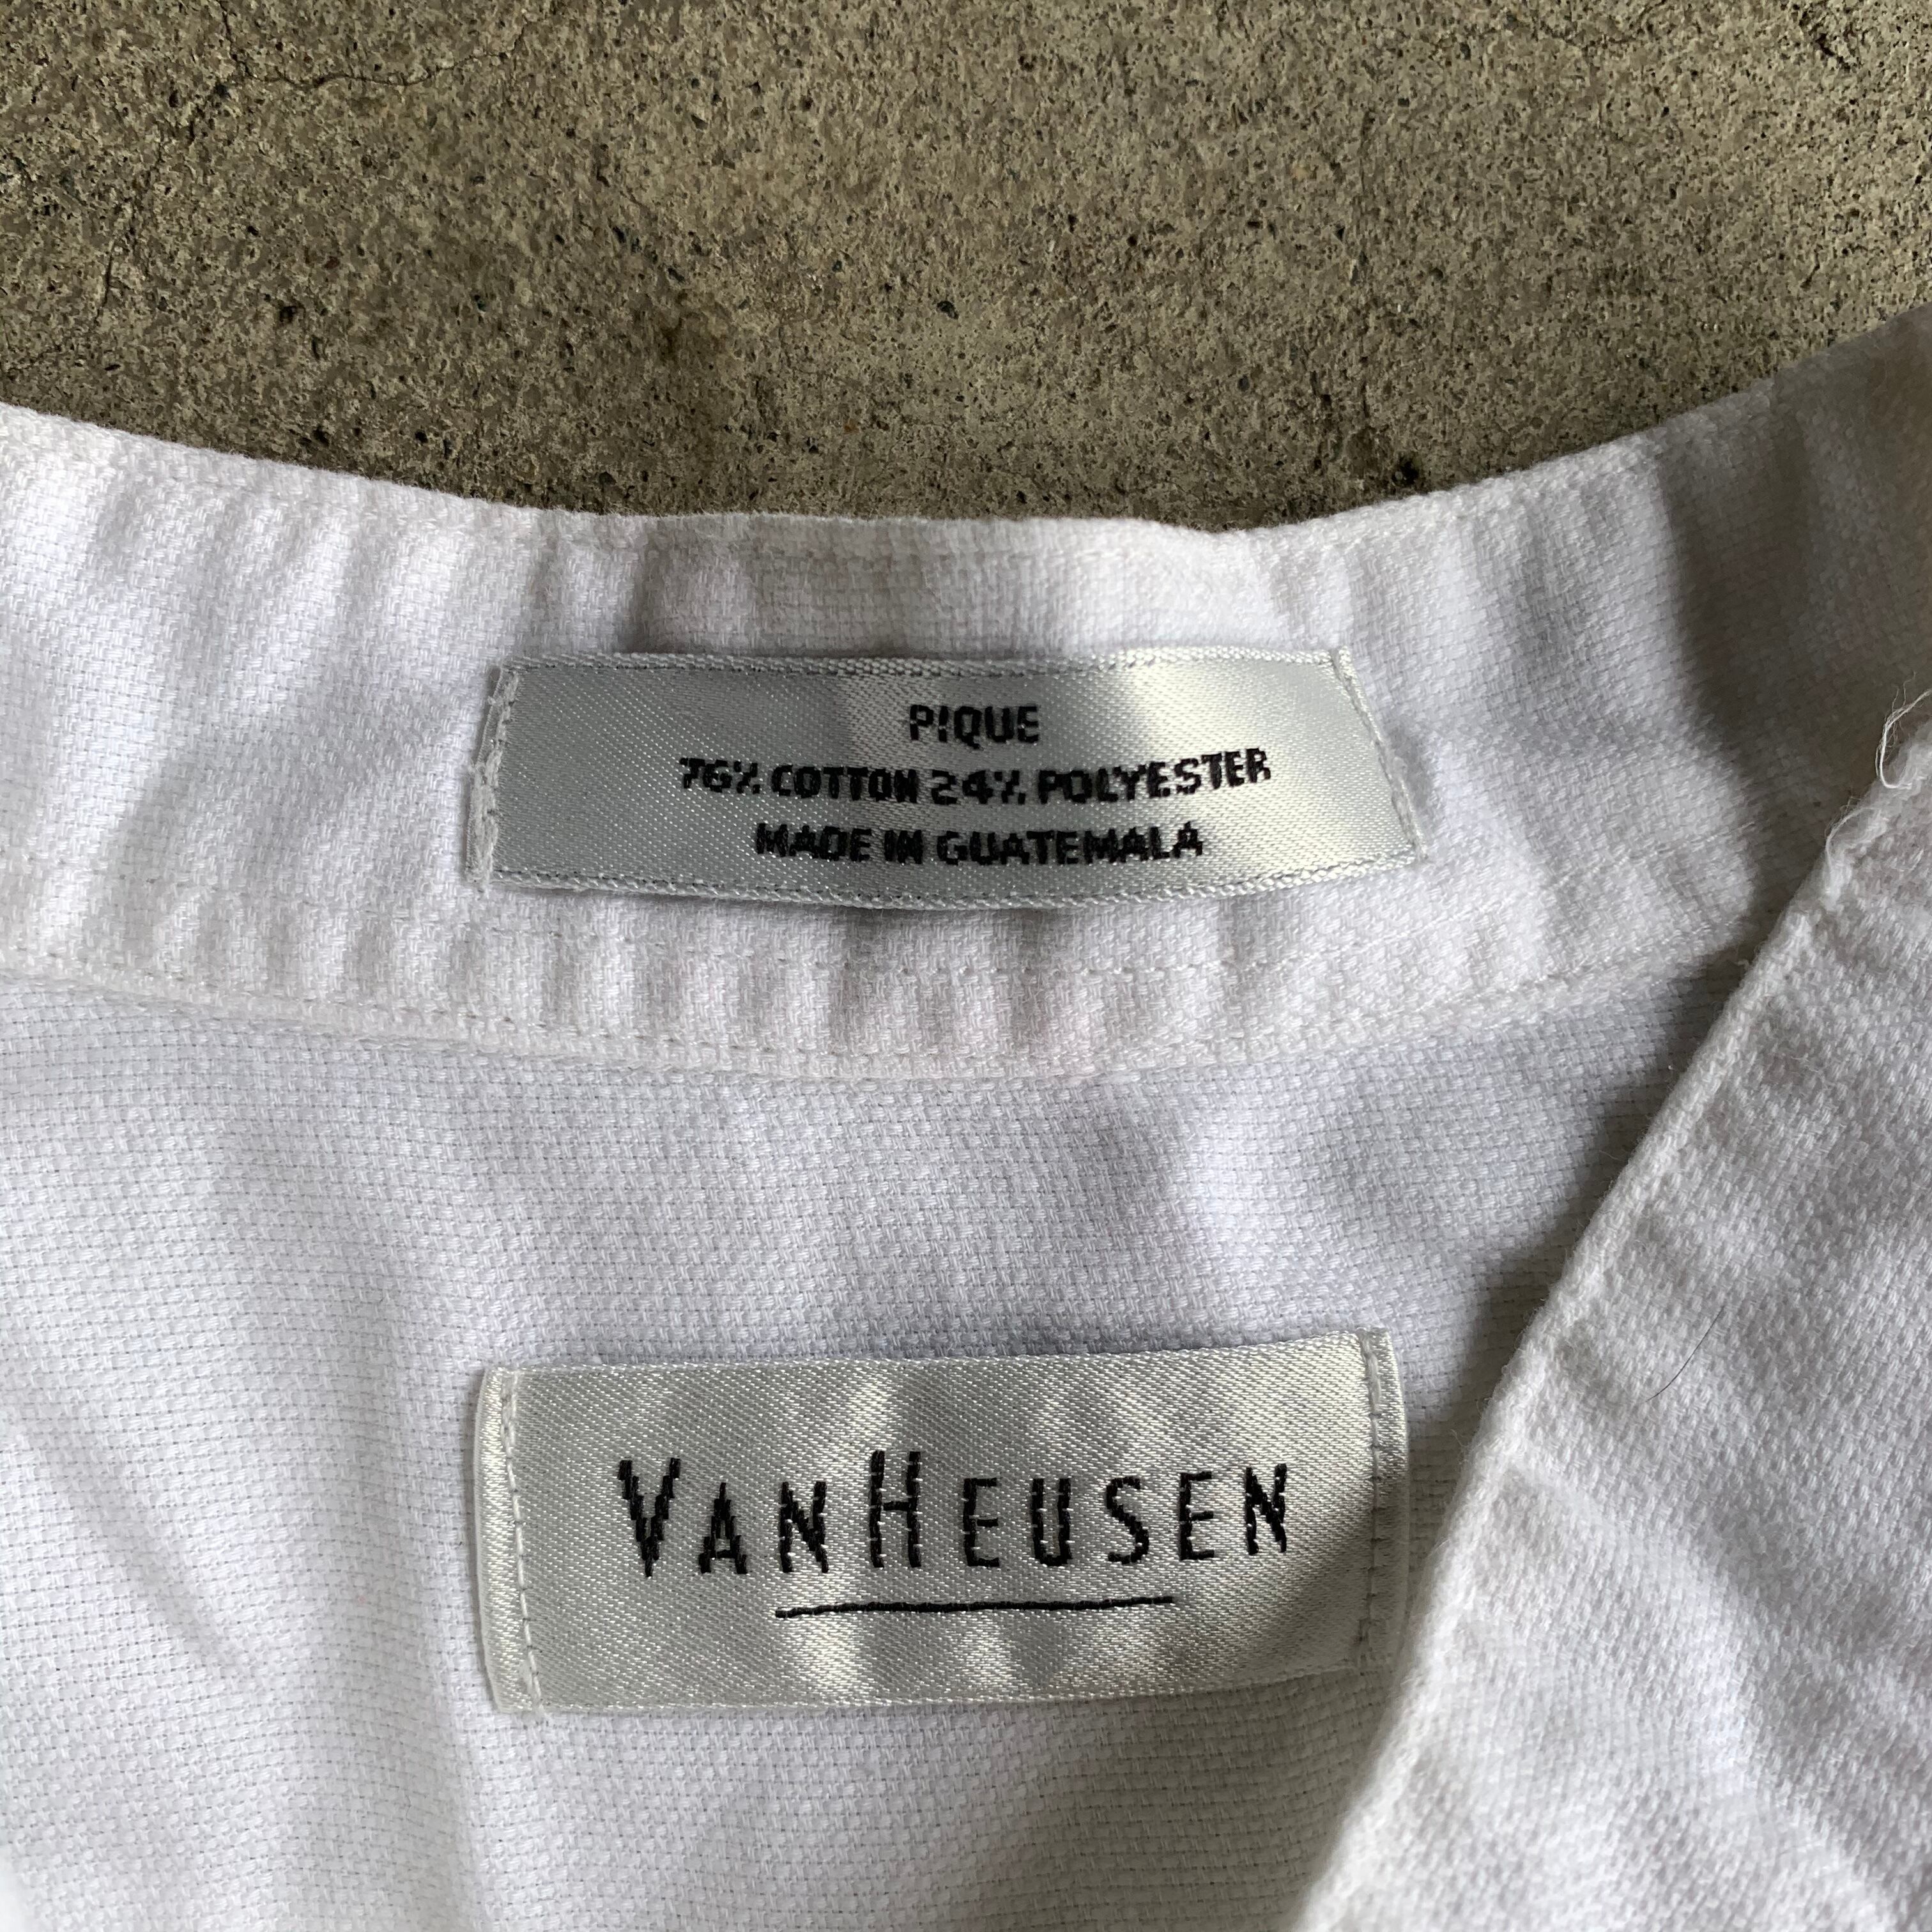 PIQUE
76% COTTON 24% POLYESTER
MADE IN GUATEMALA
VANHEUSEN